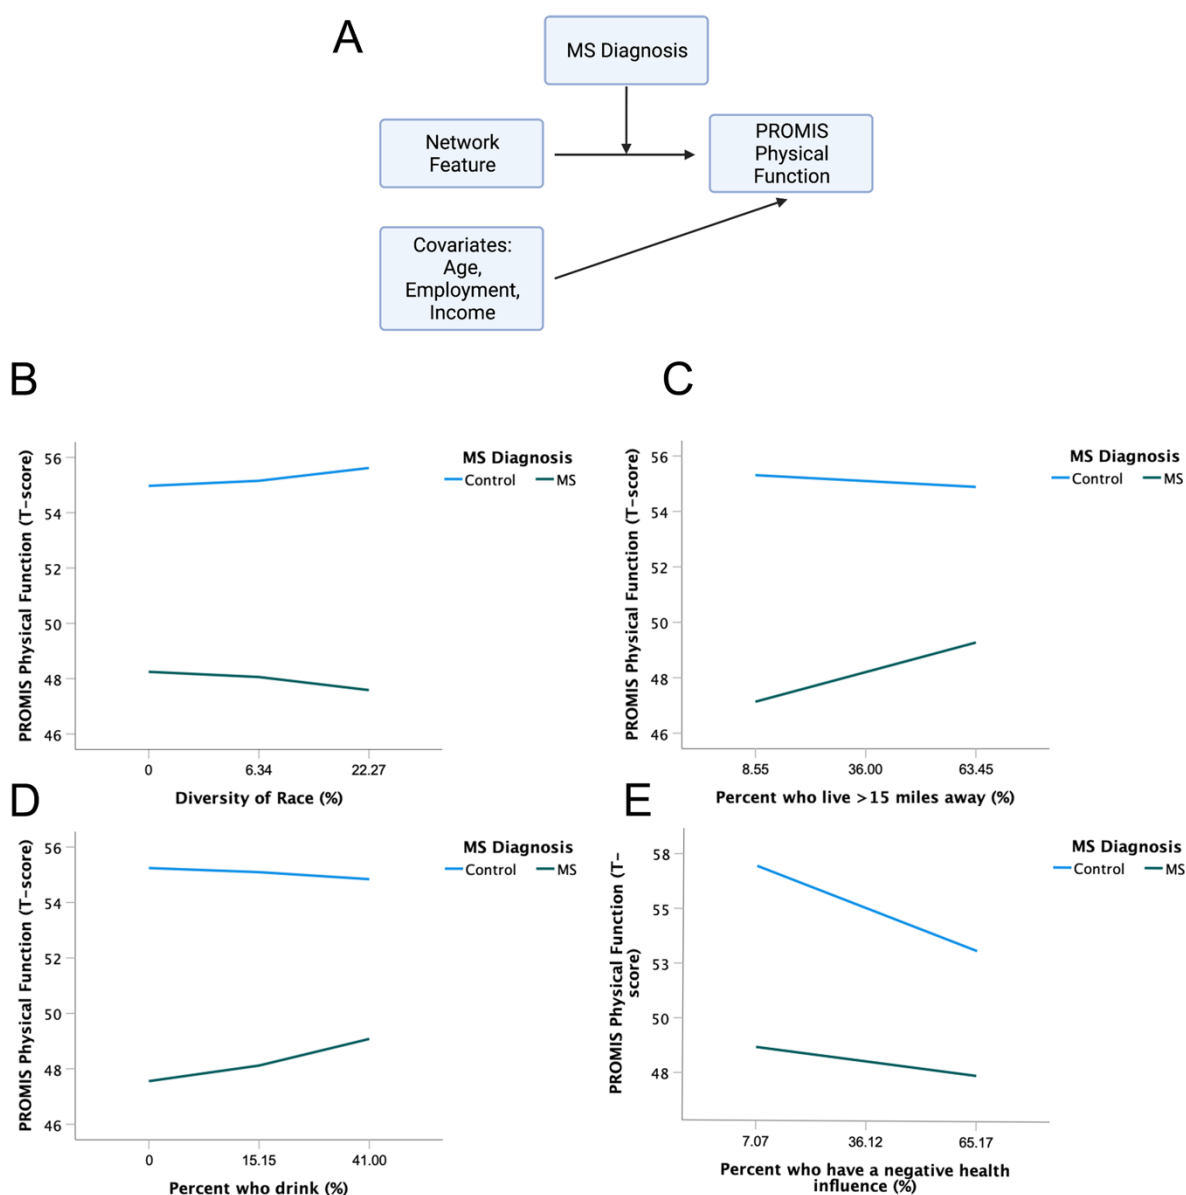 A
MS Diagnosis
Network
Feature
PROMIS
Physical
Function
Covariates:
Age,
Employment,
Income
B
PROMIS Physical Function (T-score)
56
54
52
50
48
46
0
6.34
22.27
Diversity of Race (%)
MS Diagnosis
Control
MS
C
PROMIS Physical Function (T-score)
56
54
52
50
48
46
8.55
36.00
63.45
Percent who live >15 miles away (%)
MS Diagnosis
Control
MS
D
PROMIS Physical Function (T-score)
56
54
52
50
48
46
0
15.15
41.00
Percent who drink (%)
MS Diagnosis
Control
MS
E
PROMIS Physical Function (T-
score)
58
55
53
50
48
7.07
36.12
65.17
Percent who have a negative health
influence (%)
MS Diagnosis
Control
MS